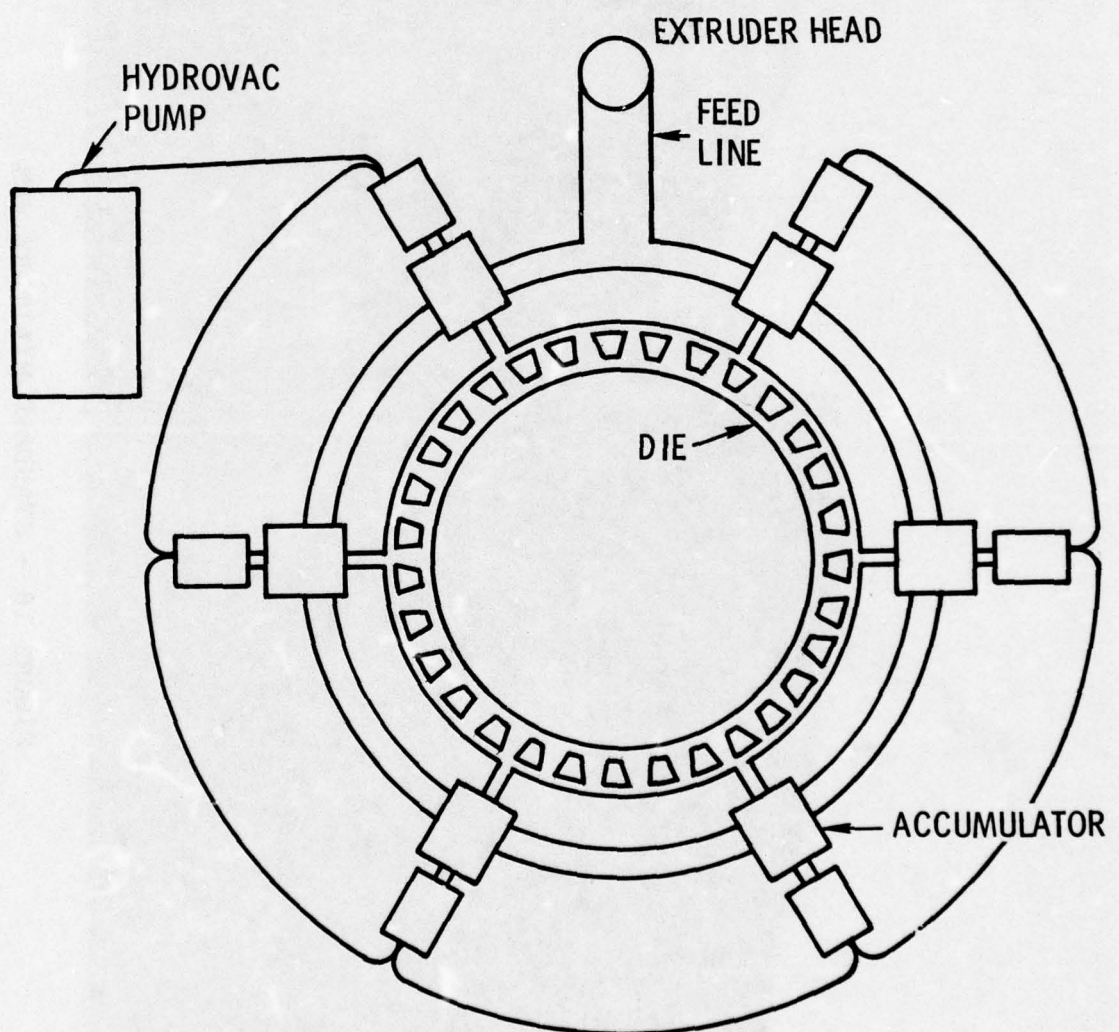 EXTRUDER HEAD
HYDROVAC
PUMP
FEED
LINE
DIE
ACCUMULATOR